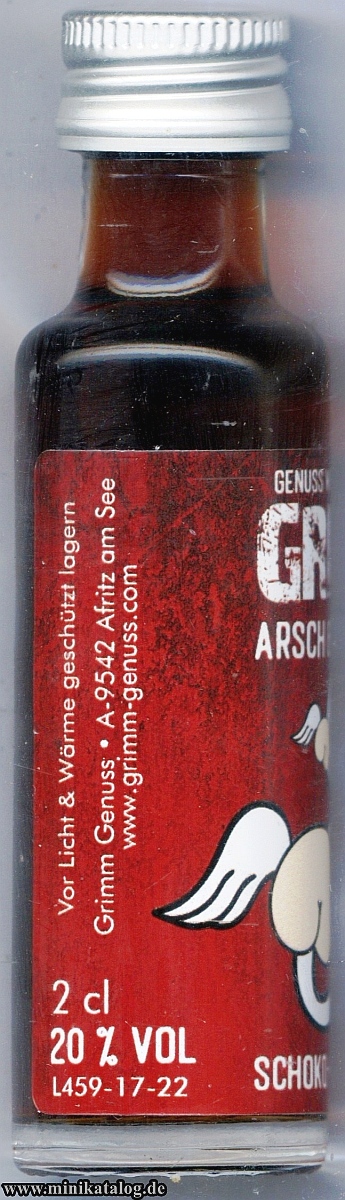 GENUSS
GR
ARSCH
Vor Licht & Wärme geschützt lagern
Grimm Genuss • A-9542 Afritz am See
www.grimm-genuss.com
2 cl
20 % VOL
L459-17-22
SCHOKO
www.minikatalog.de